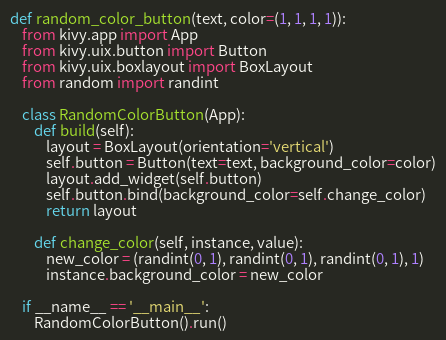 def random_color_button(text, color=(1, 1, 1, 1)):
from kivy.app import App
from kivy.uix.button import Button
from kivy.uix.boxlayout import BoxLayout
from random import randint
class RandomColorButton(App):
def build(self):
layout = BoxLayout(orientation='vertical')
self.button = Button(text=text, background_color=color)
layout.add_widget(self.button)
self.button.bind(background_color=self.change_color)
return layout
def change_color(self, instance, value):
new_color = (randint(0, 1), randint(0, 1), randint(0, 1), 1)
instance.background_color = new_color
if __name__ == '__main__':
RandomColorButton().run()